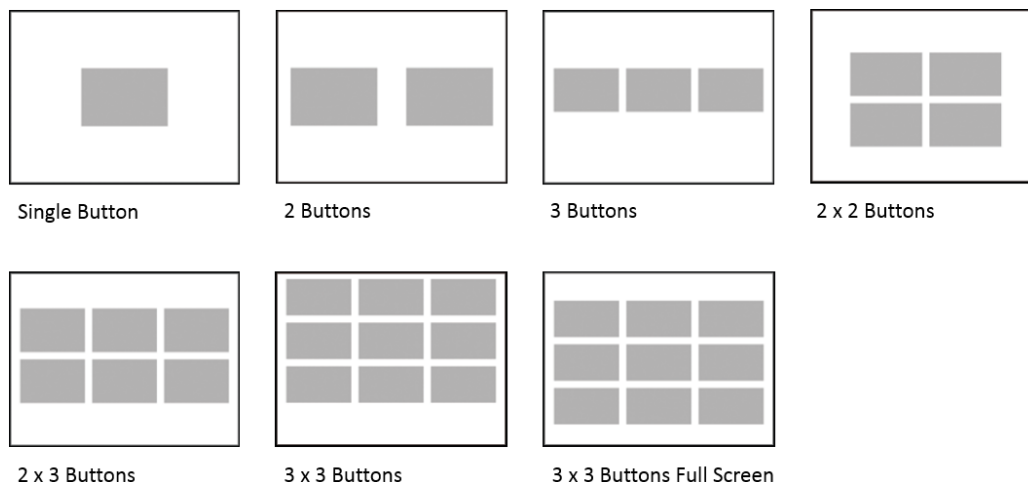 Single Button
2 Buttons
3 Buttons
2 x 2 Buttons
2 x 3 Buttons
3 x 3 Buttons
3 x 3 Buttons Full Screen